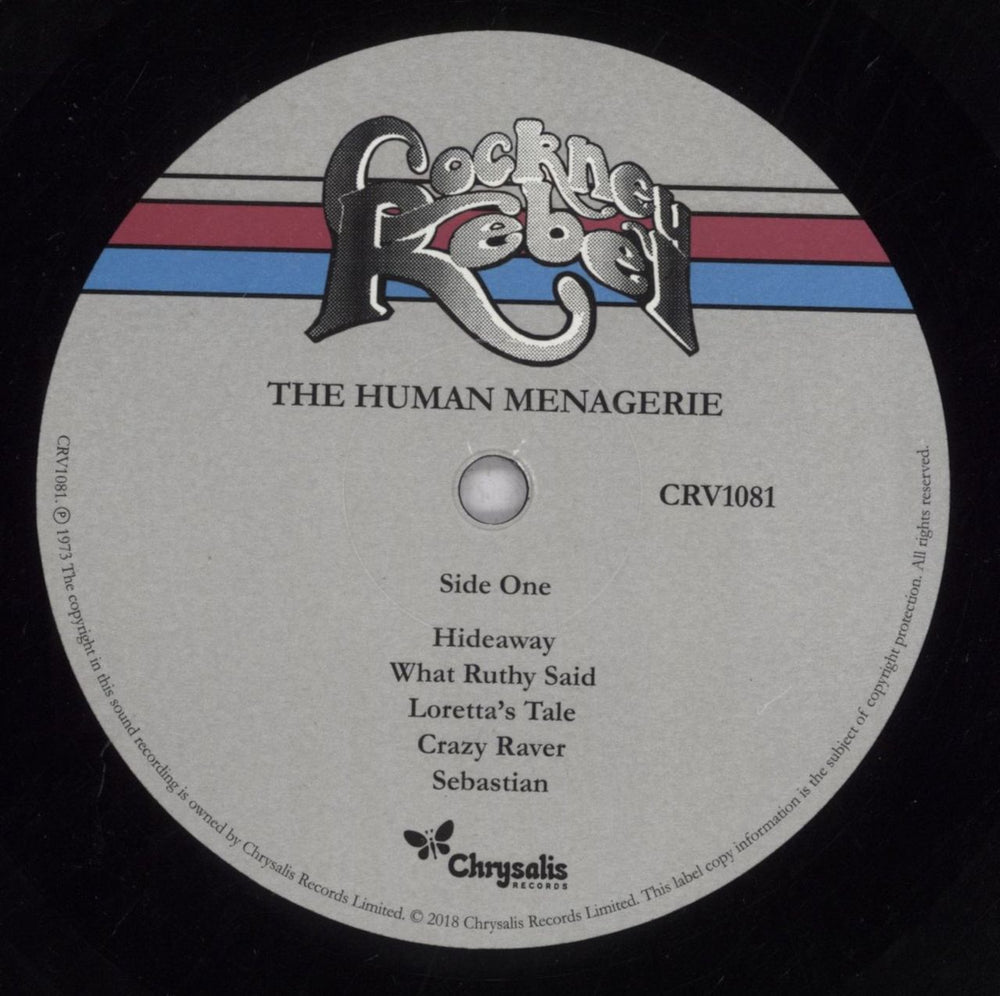 Cockney
Rebel
THE HUMAN MENAGERIE
CRV1081
Side One
Hideaway
What Ruthy Said
Loretta's Tale
Crazy Raver
Sebastian
Chrysalis
RECORDS
CRV1081. ℗ 1973 The copyright in this sound recording is owned by Chrysalis Records Limited. © 2018 Chrysalis Records Limited. This label copy information is the subject of copyright protection. All rights reserved.